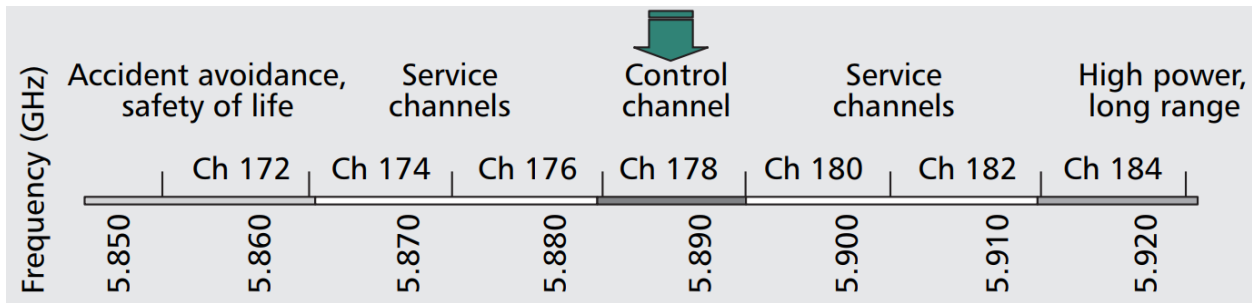 Frequency (GHz)
Accident avoidance,
safety of life
Service
channels
Control
channel
Service
channels
High power,
long range
Ch 172
Ch 174
Ch 176
Ch 178
Ch 180
Ch 182
Ch 184
5.850
5.860
5.870
5.880
5.890
5.900
5.910
5.920